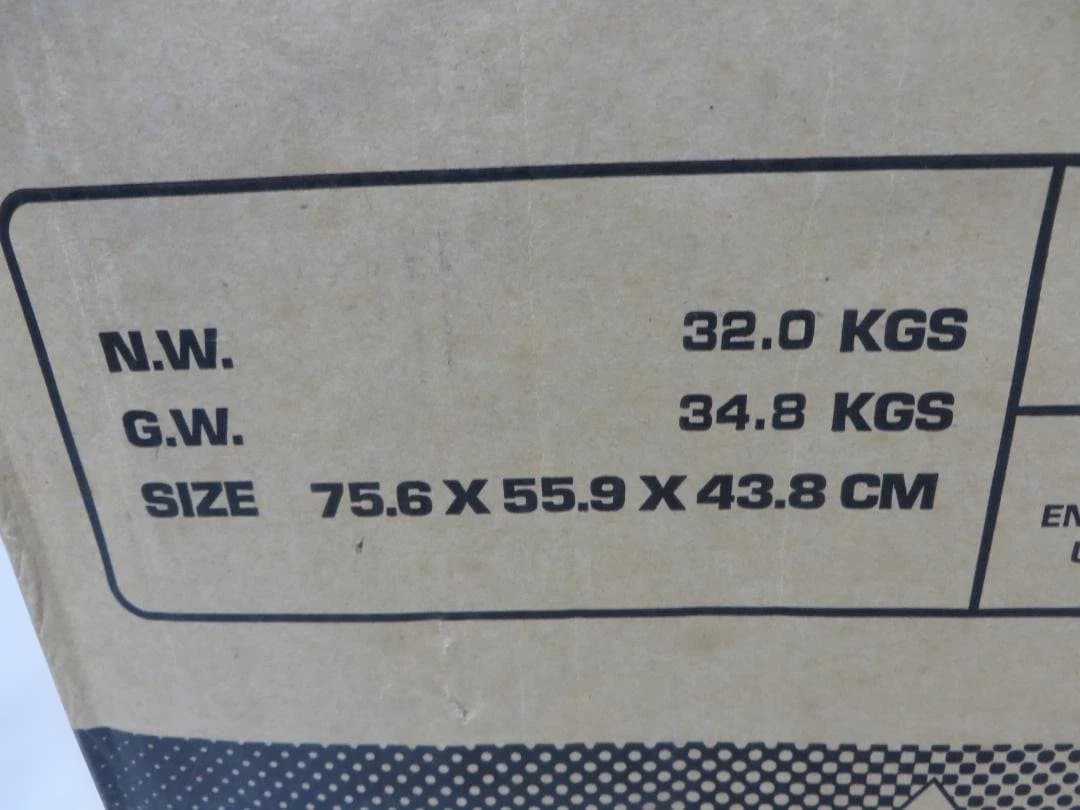 N.W. 32.0 KGS
G.W. 34.8 KGS
SIZE 75.6 X 55.9 X 43.8 CM